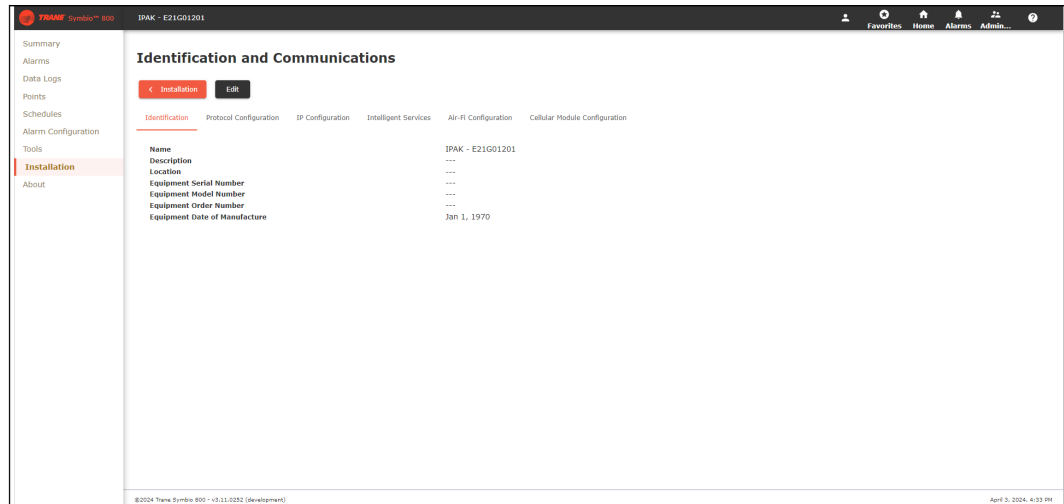 TRANE Symbio™ 800
IPAK - E21G01201
Favorites Home Alarms Admin...
Summary
Alarms
Data Logs
Points
Schedules
Alarm Configuration
Tools
Installation
About
Identification and Communications
Installation
Edit
Identification Protocol Configuration IP Configuration Intelligent Services Air-Fi Configuration Cellular Module Configuration
Name IPAK - E21G01201
Description ---
Location ---
Equipment Serial Number ---
Equipment Model Number ---
Equipment Order Number ---
Equipment Date of Manufacture Jan 1, 1970
©2024 Trane Symbio 800 - v3.11.0252 (development)
April 3, 2024, 4:33 PM